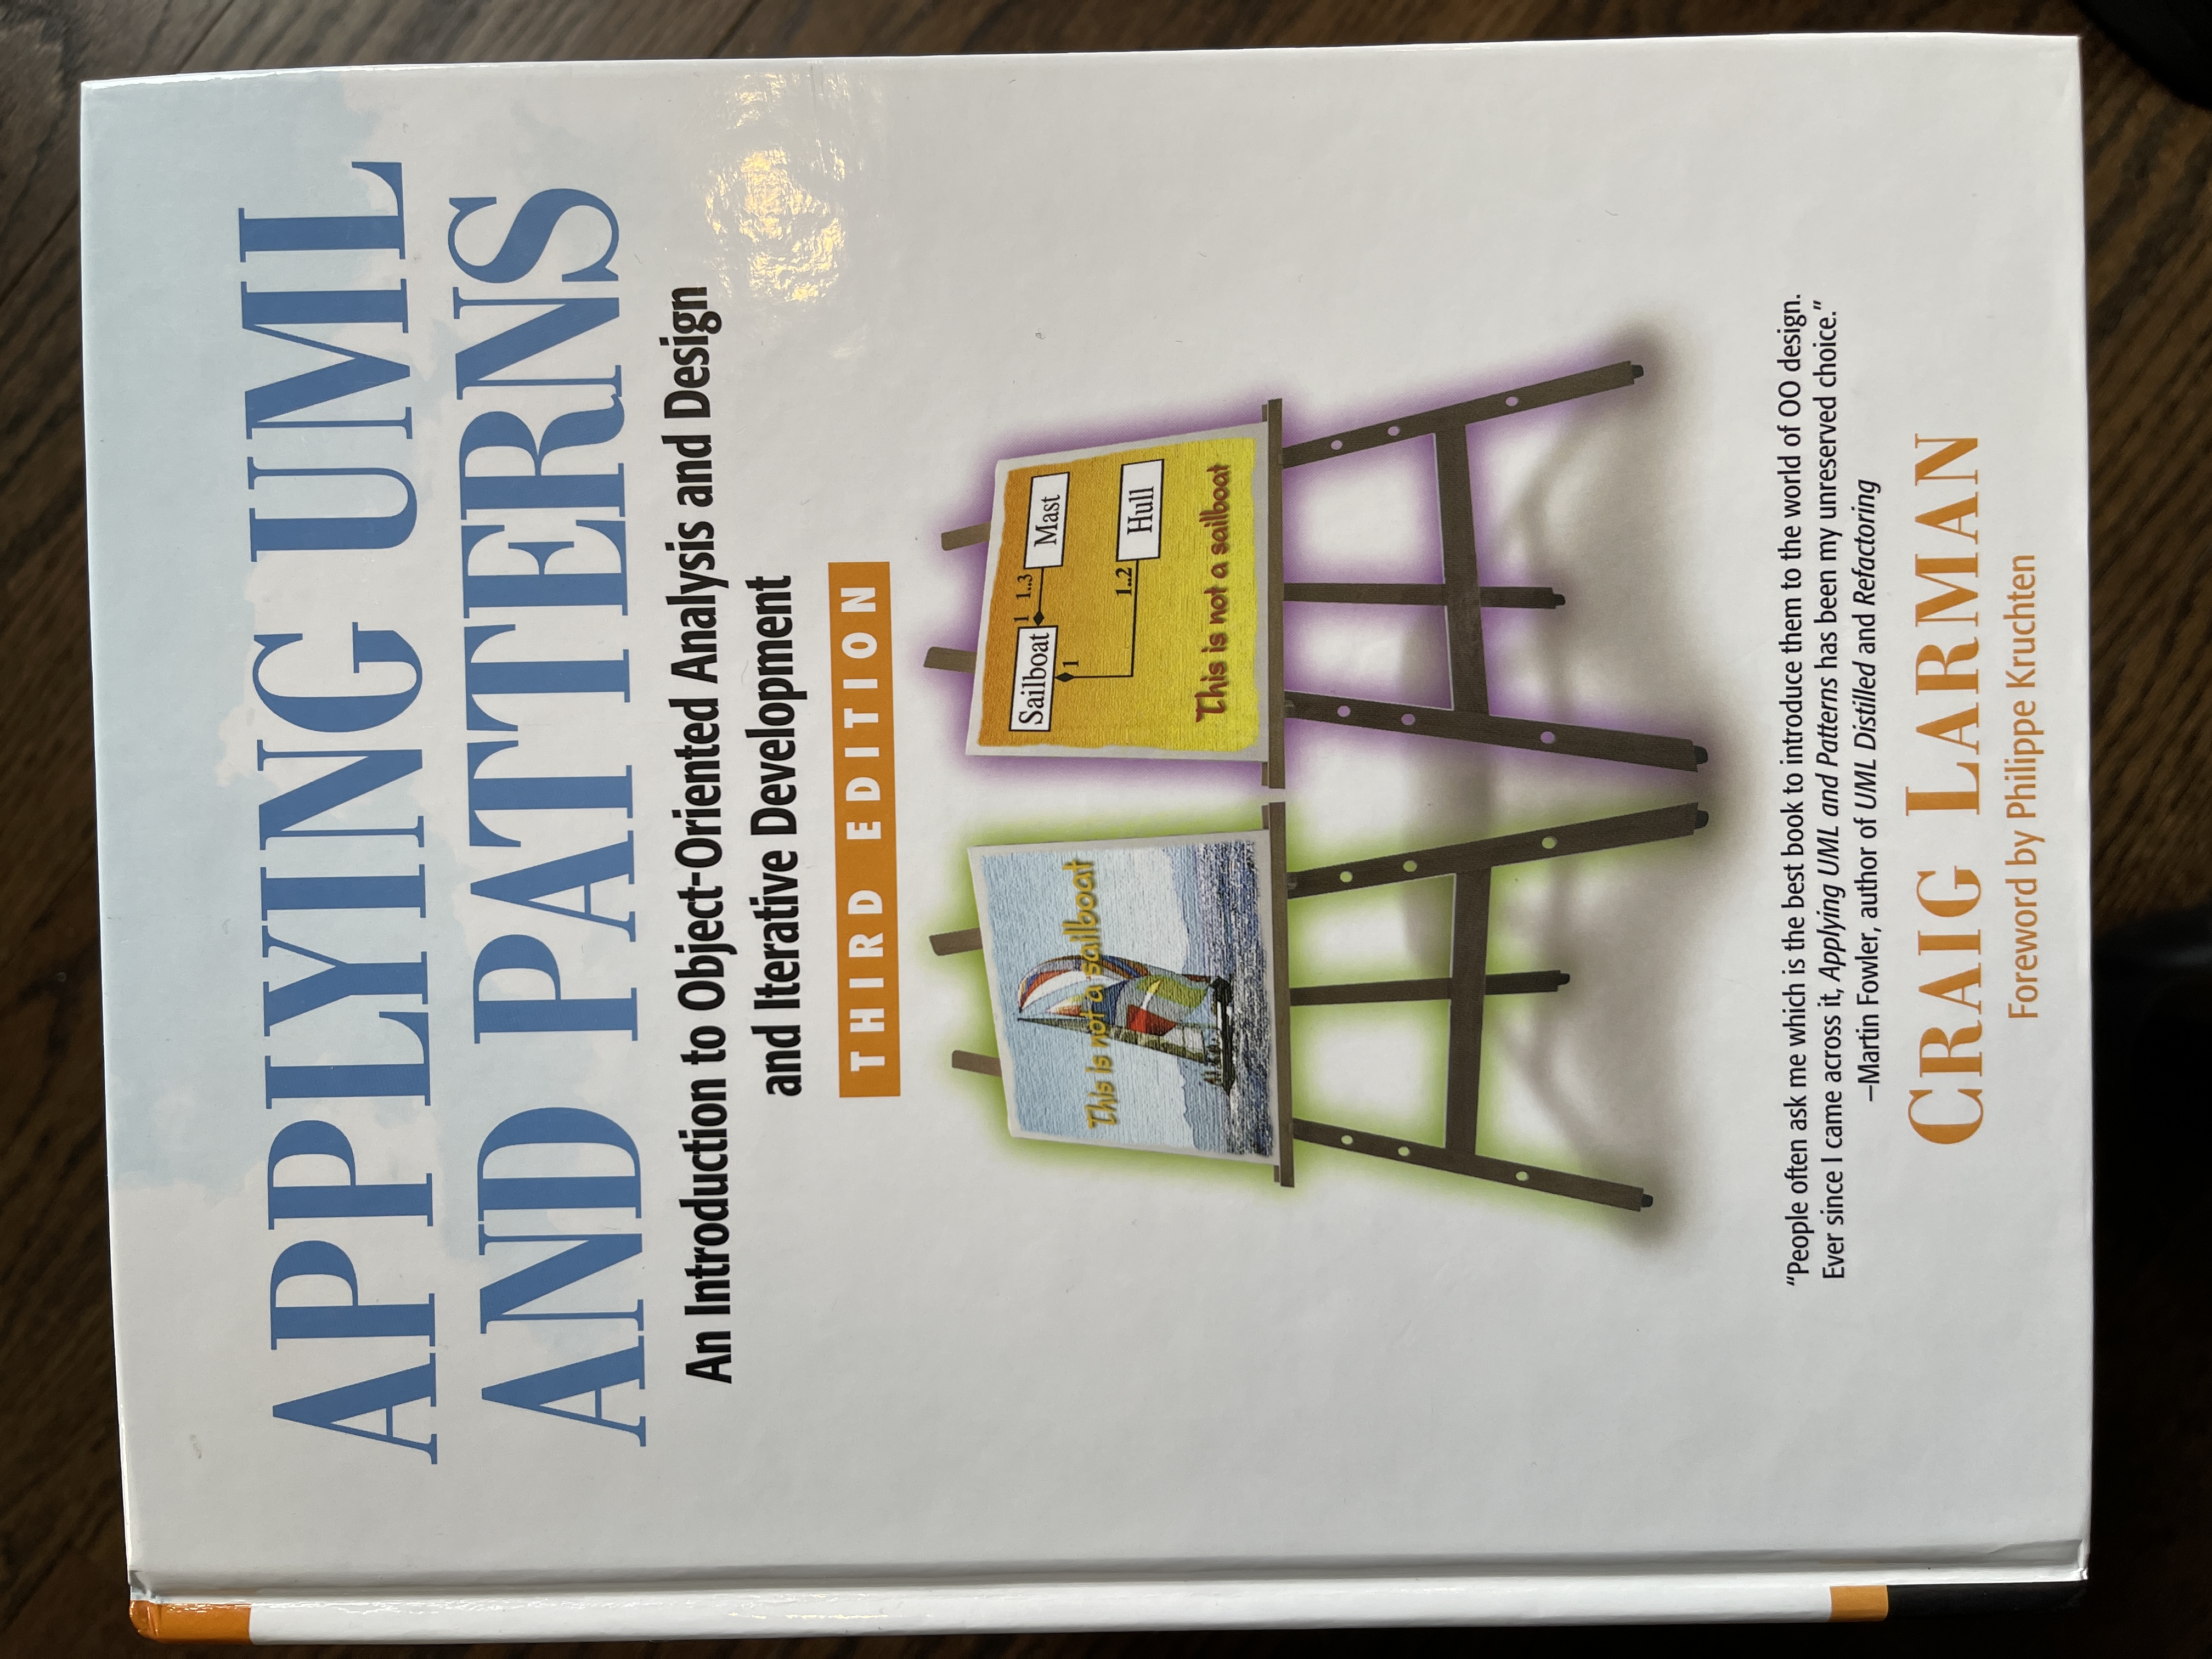 APPLYING UML
AND PATTERNS
An Introduction to Object-Oriented Analysis and Design
and Iterative Development
THIRD EDITION
This is not a sailboat
Sailboat 1 1..3 Mast
1
1..2 Hull
This is not a sailboat
“People often ask me which is the best book to introduce them to the world of OO design.
Ever since I came across it, Applying UML and Patterns has been my unreserved choice.”
–Martin Fowler, author of UML Distilled and Refactoring
CRAIG LARMAN
Foreword by Philippe Kruchten